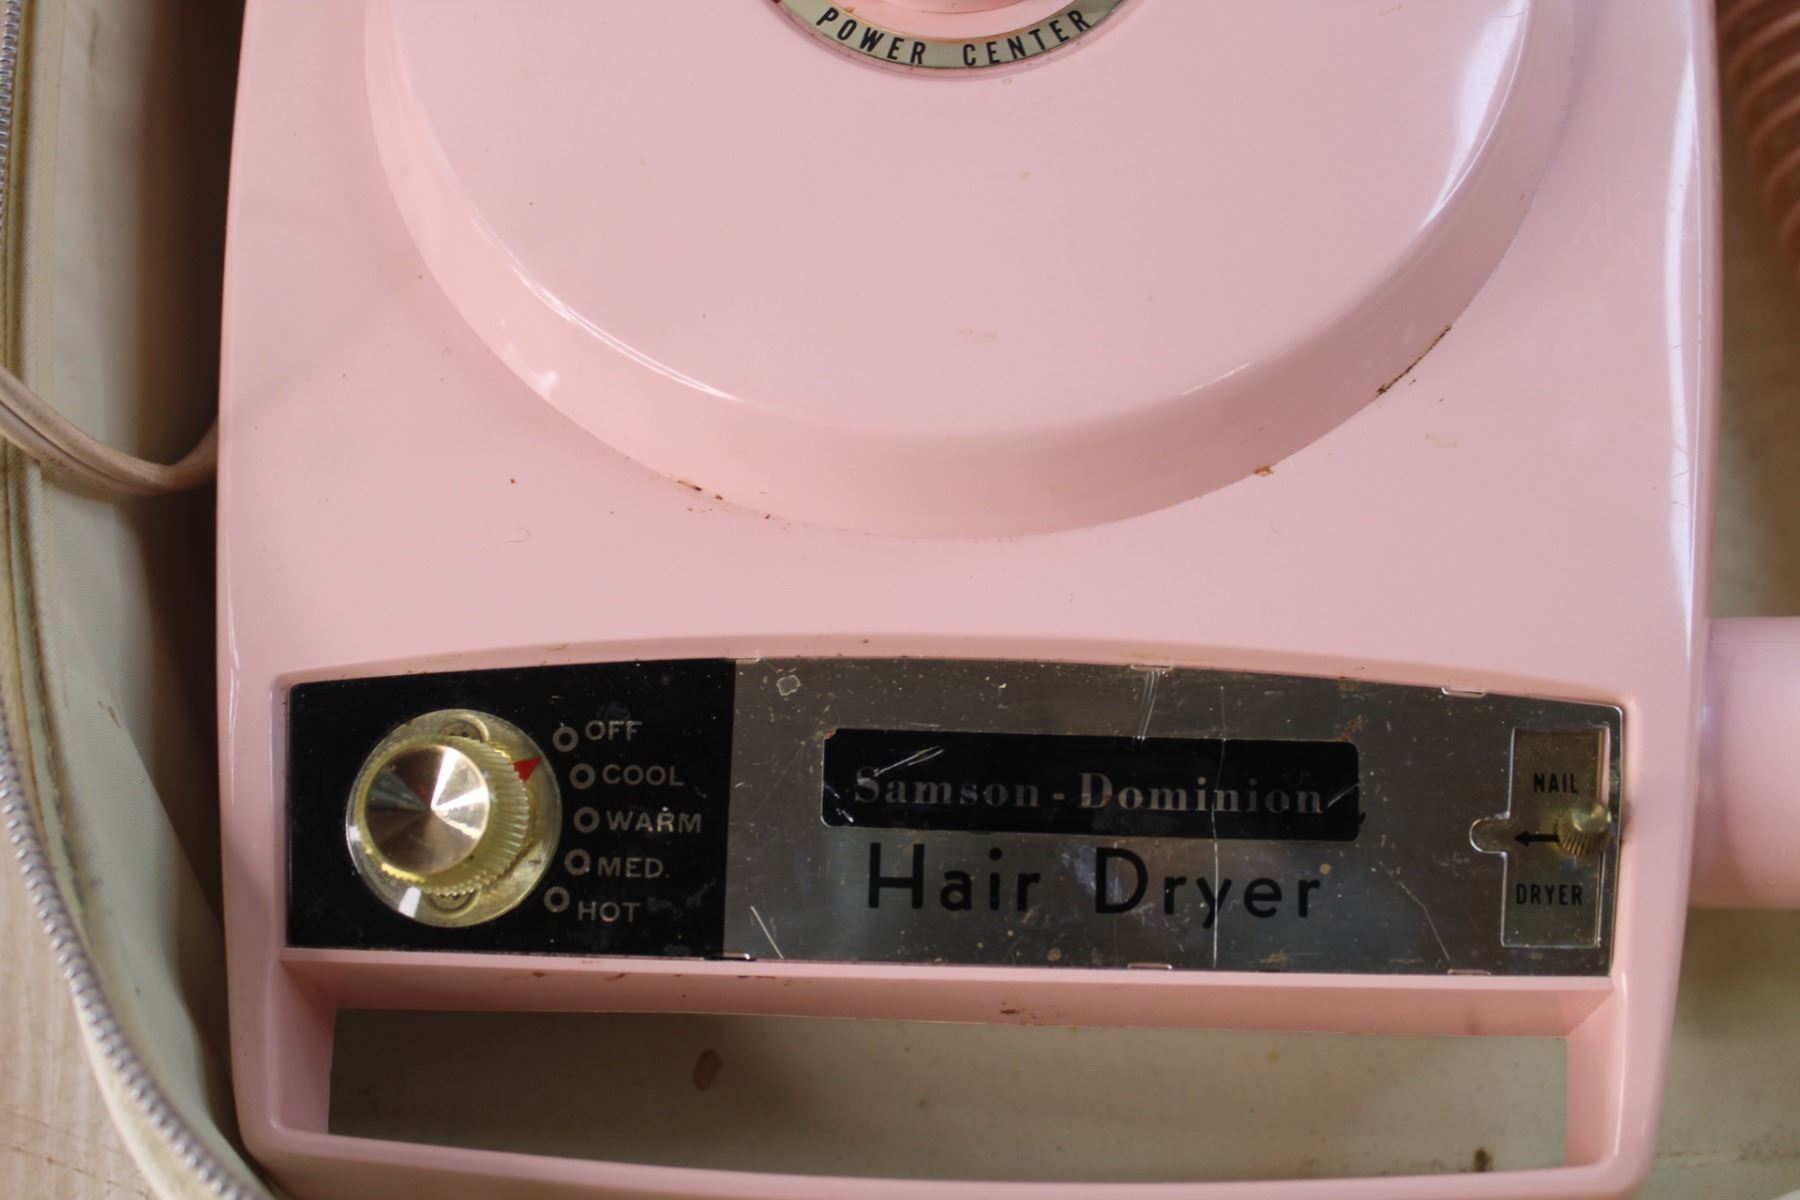 POWER CENTER
OFF
COOL
WARM
MED.
HOT
Samson-Dominion
Hair Dryer
NAIL
DRYER